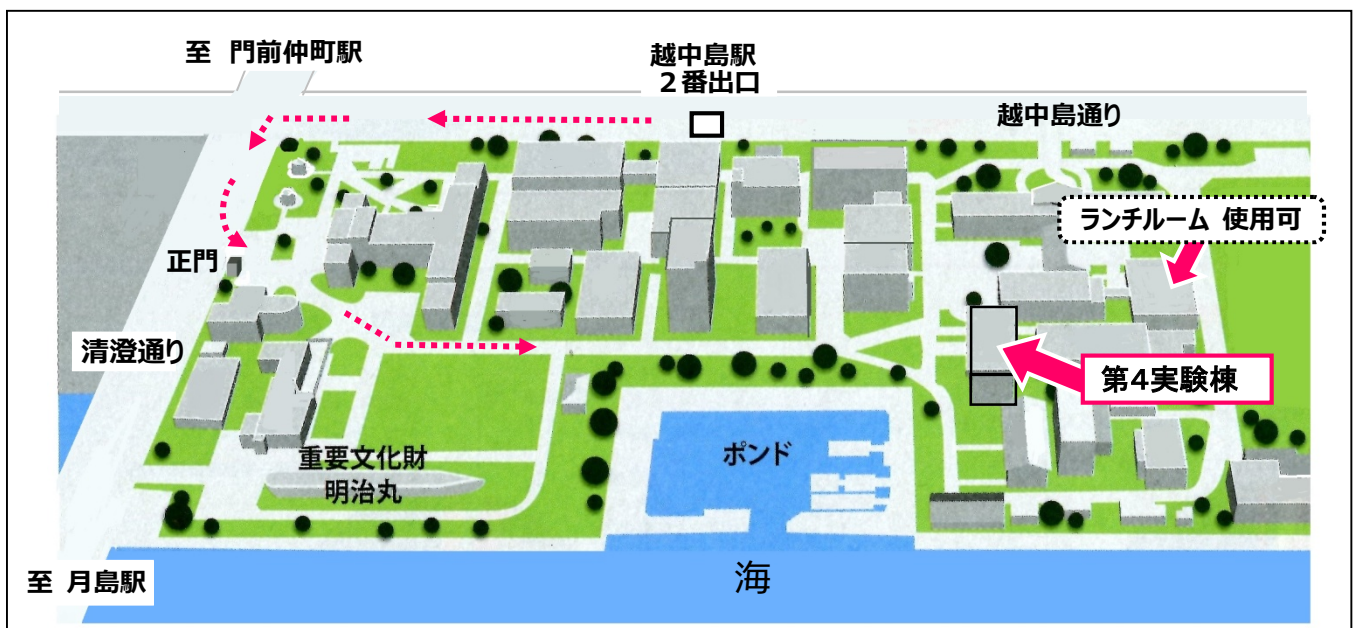 至 門前仲町駅
越中島駅
２番出口
越中島通り
ランチルーム 使用可
正門
清澄通り
第４実験棟
ポンド
重要文化財
明治丸
至 月島駅
海